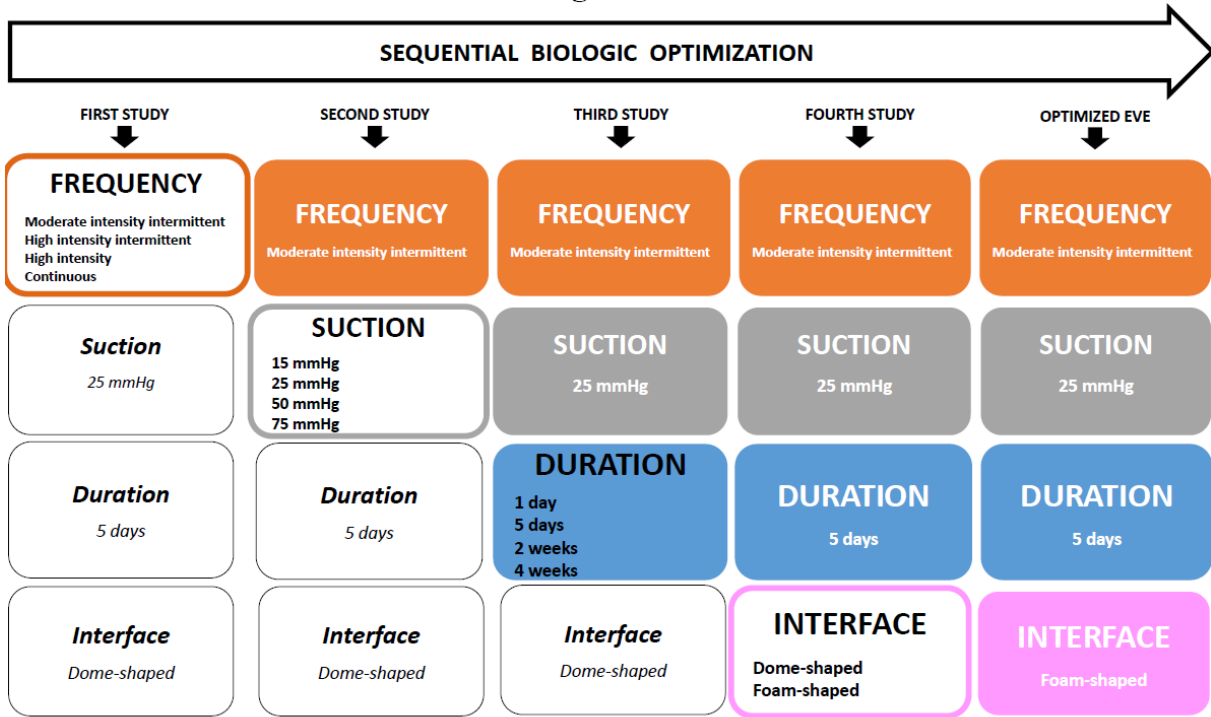 SEQUENTIAL BIOLOGIC OPTIMIZATION
FIRST STUDY
SECOND STUDY
THIRD STUDY
FOURTH STUDY
OPTIMIZED EVE
FREQUENCY
Moderate intensity intermittent
High intensity intermittent
High intensity
Continuous
FREQUENCY
Moderate intensity intermittent
FREQUENCY
Moderate intensity intermittent
FREQUENCY
Moderate intensity intermittent
FREQUENCY
Moderate intensity intermittent
Suction
25 mmHg
SUCTION
15 mmHg
25 mmHg
50 mmHg
75 mmHg
SUCTION
25 mmHg
SUCTION
25 mmHg
SUCTION
25 mmHg
Duration
5 days
Duration
5 days
DURATION
1 day
5 days
2 weeks
4 weeks
DURATION
5 days
DURATION
5 days
Interface
Dome-shaped
Interface
Dome-shaped
Interface
Dome-shaped
INTERFACE
Dome-shaped
Foam-shaped
INTERFACE
Foam-shaped